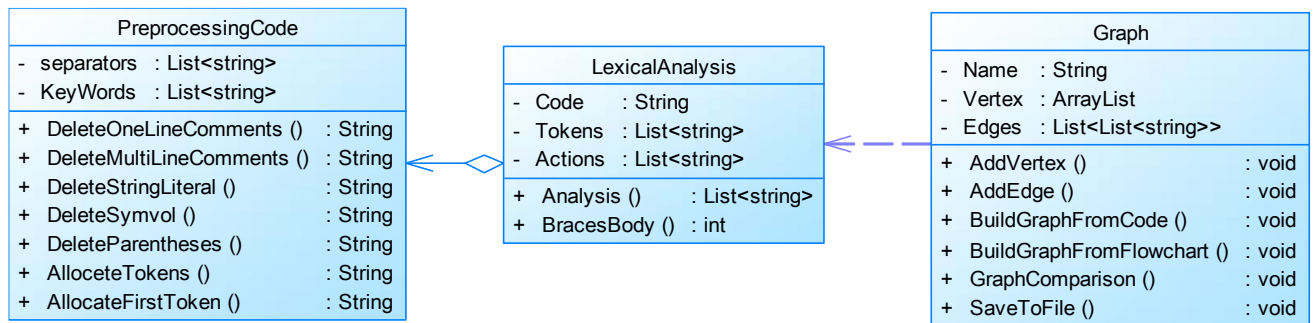 PreprocessingCode
- separators : List<string>
- KeyWords : List<string>
+ DeleteOneLineComments () : String
+ DeleteMultiLineComments () : String
+ DeleteStringLiteral () : String
+ DeleteSymvol () : String
+ DeleteParentheses () : String
+ AlloceteTokens () : String
+ AllocateFirstToken () : String
LexicalAnalysis
- Code : String
- Tokens : List<string>
- Actions : List<string>
+ Analysis () : List<string>
+ BracesBody () : int
Graph
- Name : String
- Vertex : ArrayList
- Edges : List<List<string>>
+ AddVertex () : void
+ AddEdge () : void
+ BuildGraphFromCode () : void
+ BuildGraphFromFlowchart () : void
+ GraphComparison () : void
+ SaveToFile () : void